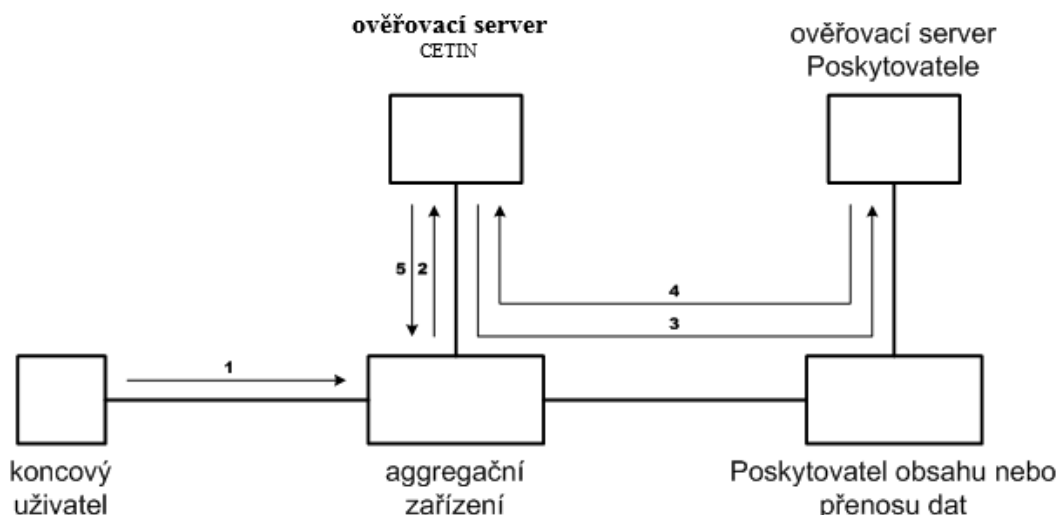 ověřovací server
CETIN
ověřovací server
Poskytovatele
5
2
4
3
1
koncový
uživatel
aggregační
zařízení
Poskytovatel obsahu nebo
přenosu dat